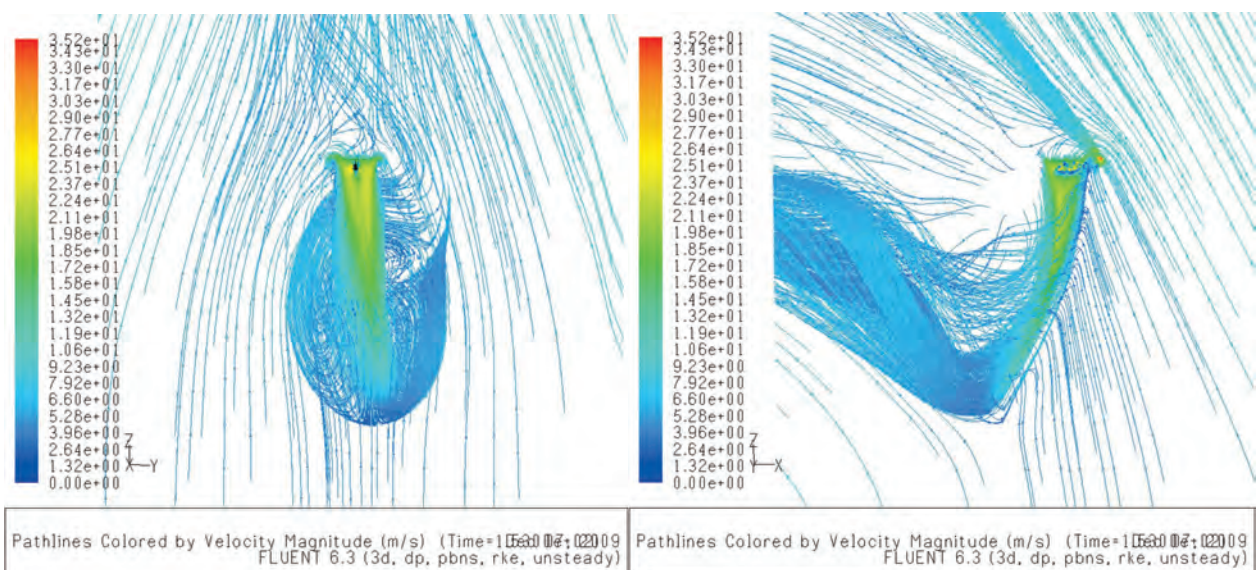 3.52e+01
3.43e+01
3.30e+01
3.17e+01
3.03e+01
2.90e+01
2.77e+01
2.64e+01
2.51e+01
2.37e+01
2.24e+01
2.11e+01
1.98e+01
1.85e+01
1.72e+01
1.58e+01
1.45e+01
1.32e+01
1.19e+01
1.06e+01
9.23e+00
7.92e+00
6.60e+00
5.28e+00
3.96e+00
2.64e+00
1.32e+00
0.00e+00
Z
X Y
Pathlines Colored by Velocity Magnitude (m/s) (Time=
FLUENT 6.3 (3d, dp, pbns, rke, unsteady)
3.52e+01
3.43e+01
3.30e+01
3.17e+01
3.03e+01
2.90e+01
2.77e+01
2.64e+01
2.51e+01
2.37e+01
2.24e+01
2.11e+01
1.98e+01
1.85e+01
1.72e+01
1.58e+01
1.45e+01
1.32e+01
1.19e+01
1.06e+01
9.23e+00
7.92e+00
6.60e+00
5.28e+00
3.96e+00
2.64e+00
1.32e+00
0.00e+00
Z
Y X
Pathlines Colored by Velocity Magnitude (m/s) (Time=
FLUENT 6.3 (3d, dp, pbns, rke, unsteady)